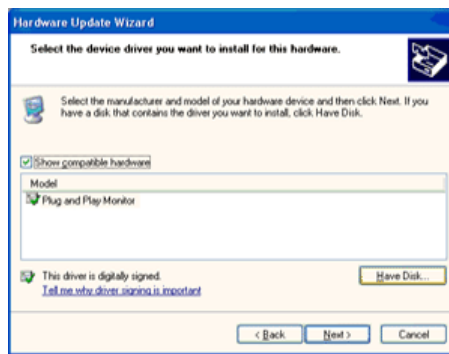 Hardware Update Wizard
Select the device driver you want to install for this hardware.
Select the manufacturer and model of your hardware device and then click Next. If you
have a disk that contains the driver you want to install, click Have Disk.
Show compatible hardware
Model
Plug and Play Monitor
This driver is digitally signed.
Have Disk...
Tell me why driver signing is important
< Back
Next >
Cancel